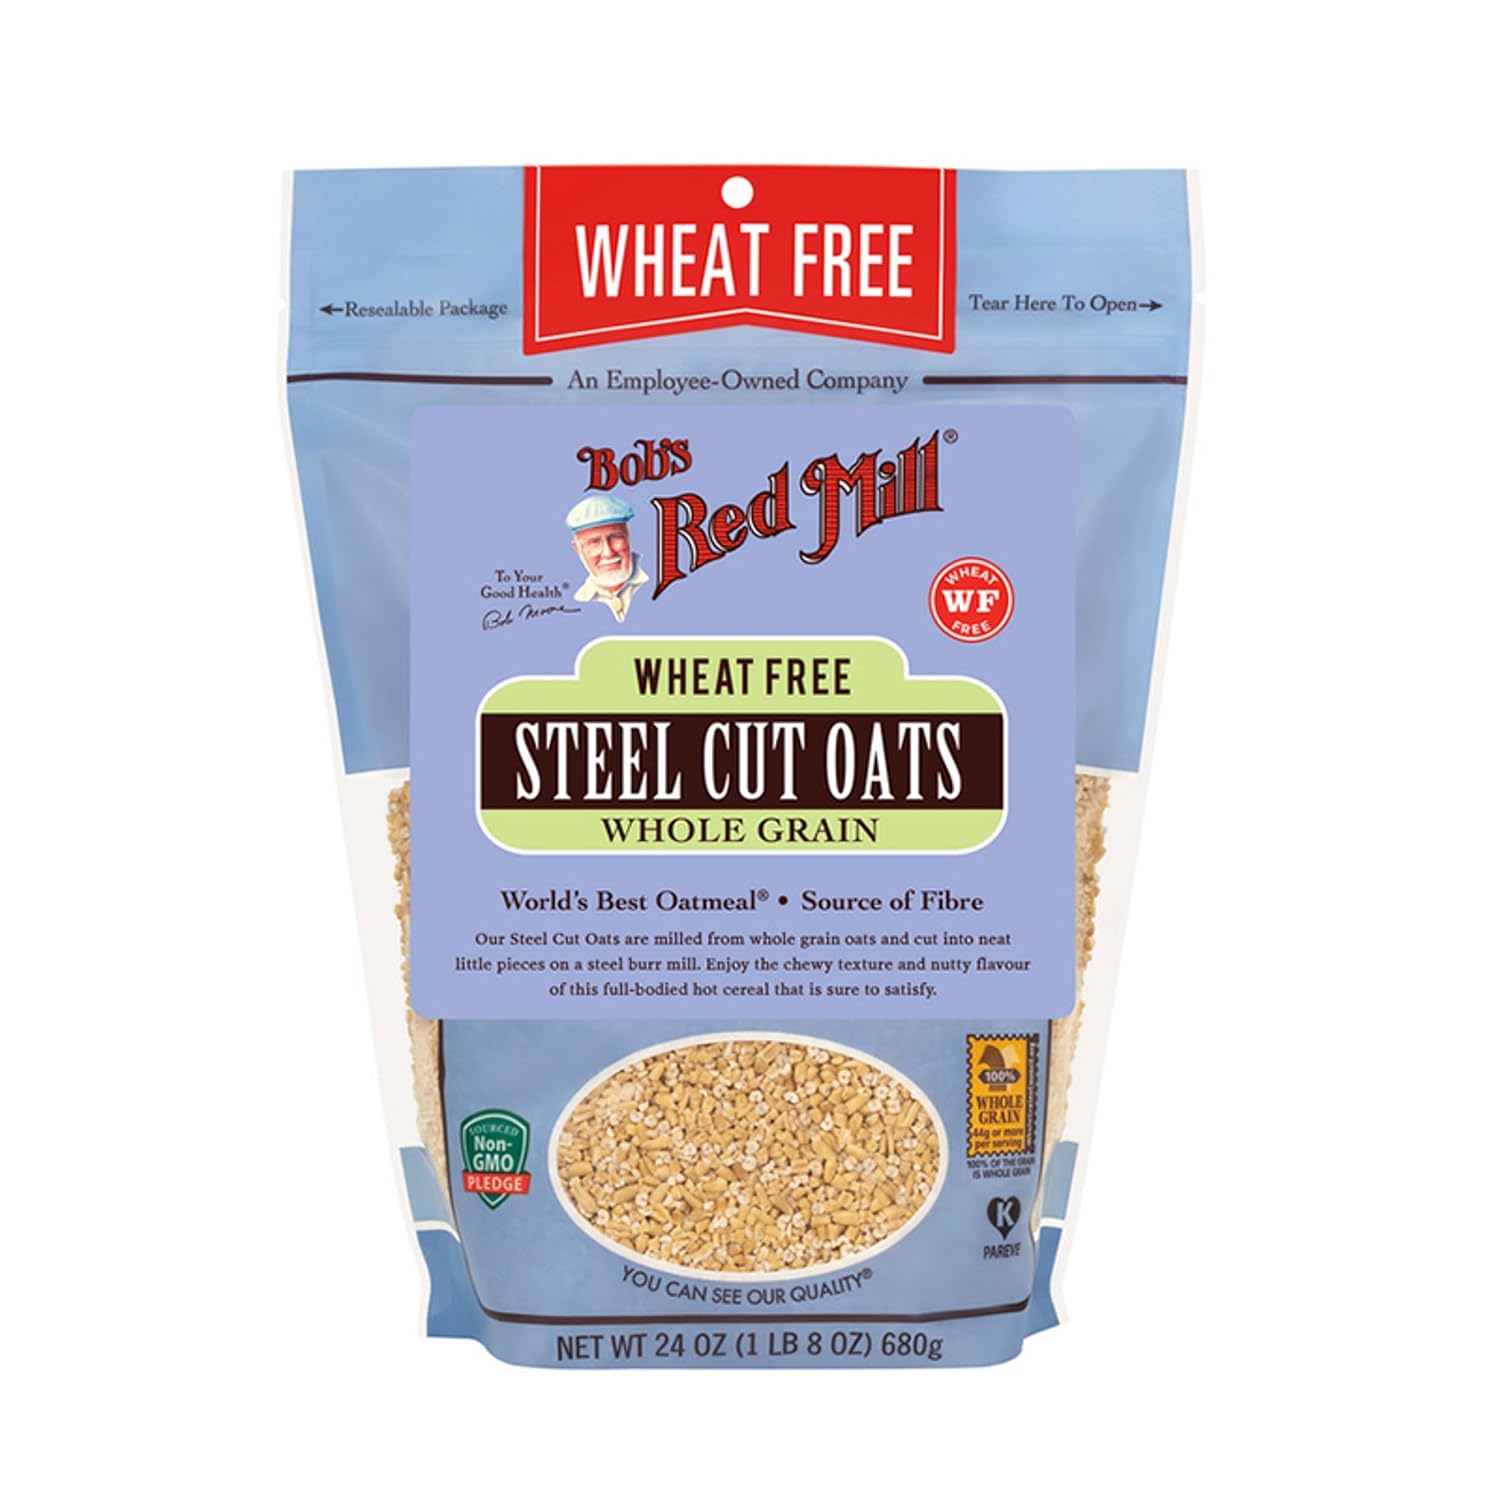 WHEAT FREE
←Resealable Package
Tear Here To Open→
An Employee-Owned Company
Bob's
Red Mill®
To Your
Good Health®
Bob Moore
WHEAT
WF
FREE
WHEAT FREE
STEEL CUT OATS
WHOLE GRAIN
World's Best Oatmeal® • Source of Fibre
Our Steel Cut Oats are milled from whole grain oats and cut into neat
little pieces on a steel burr mill. Enjoy the chewy texture and nutty flavour
of this full-bodied hot cereal that is sure to satisfy.
SOURCED
Non-
GMO
PLEDGE
100%
WHOLE
GRAIN
44g or more
per serving
100% OF THE GRAIN
IS WHOLE GRAIN
K
PAREVE
YOU CAN SEE OUR QUALITY®
NET WT 24 OZ (1 LB 8 OZ) 680g